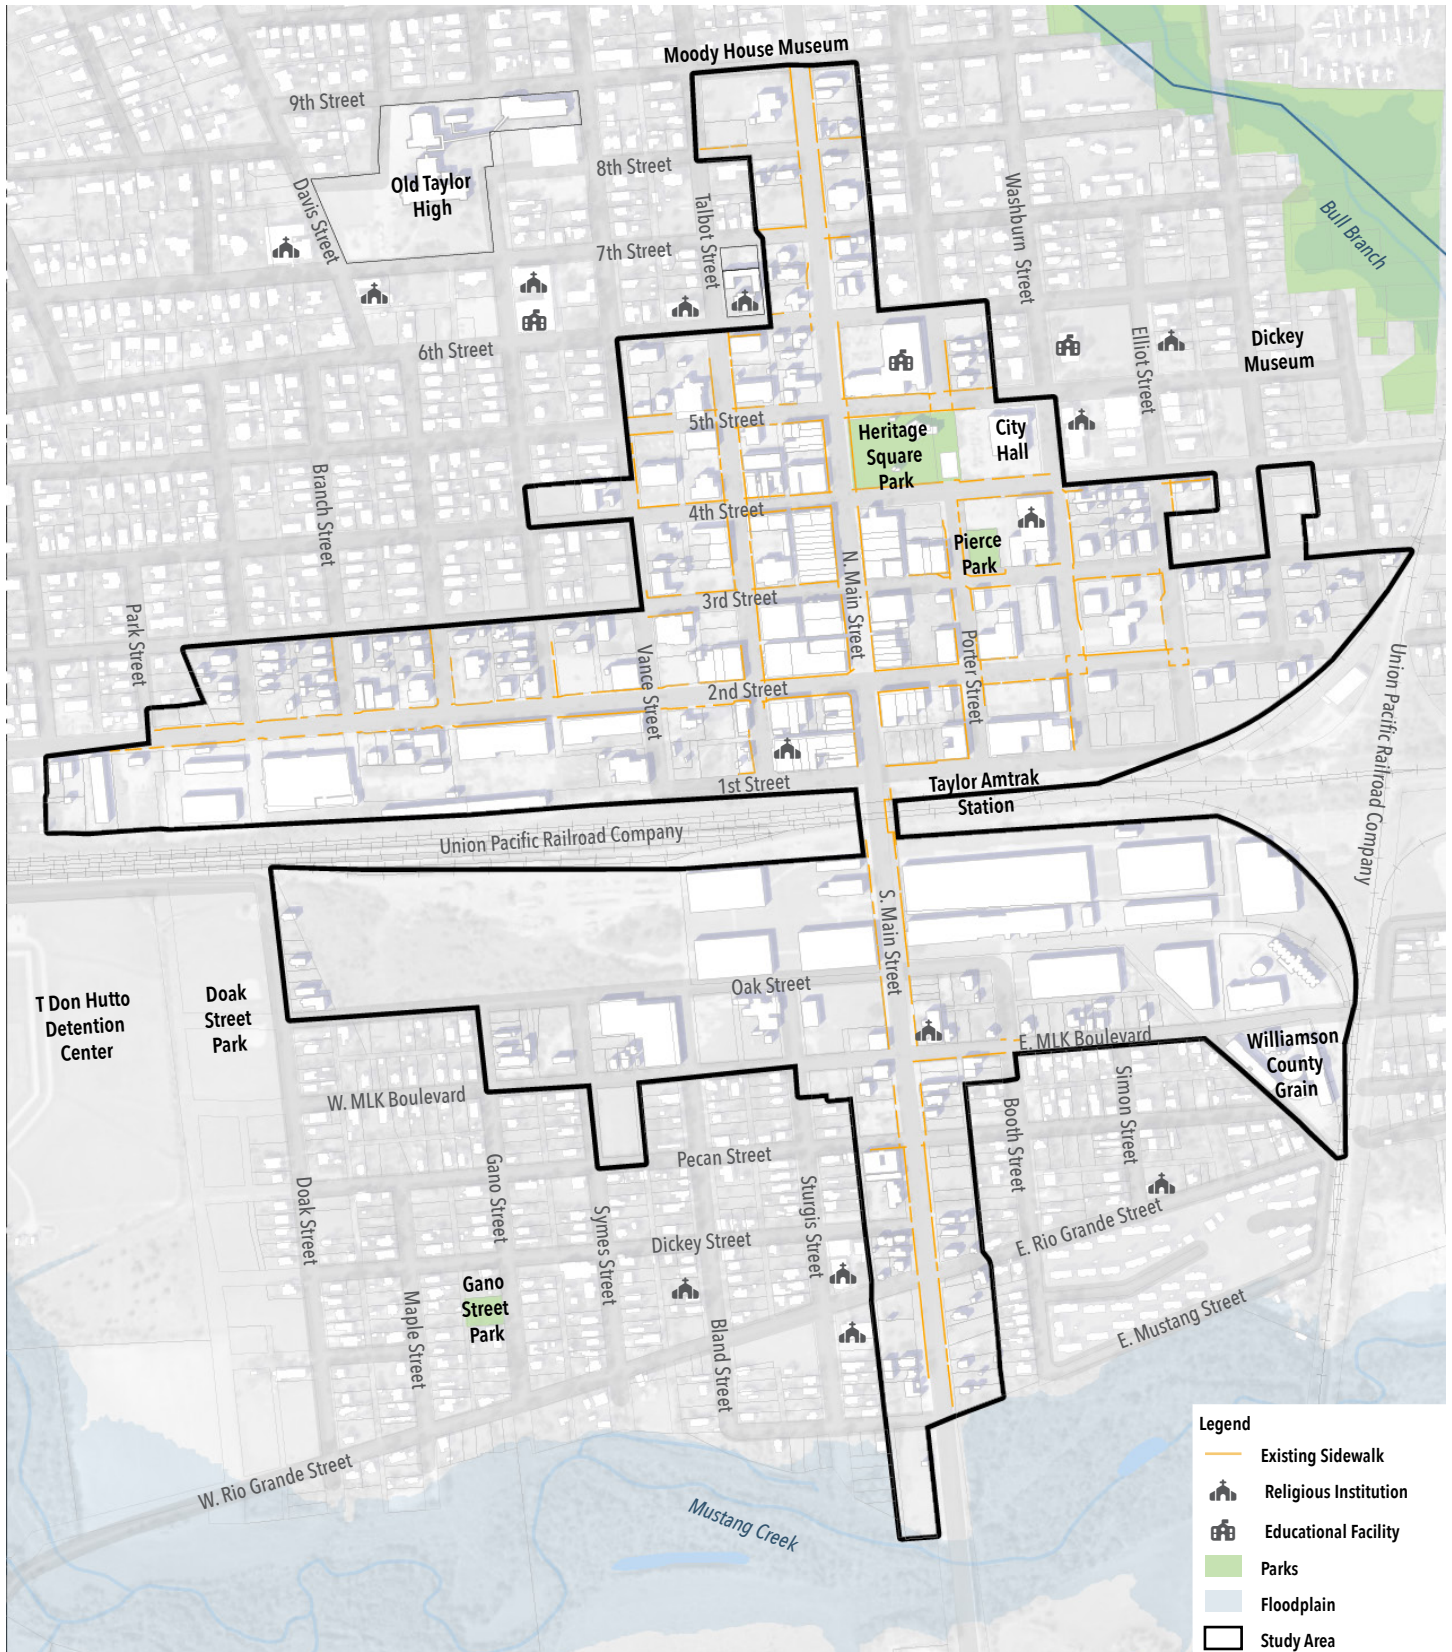 Moody House Museum
9th Street
8th Street
Old Taylor
High
Davis Street
Talbot Street
Washburn Street
Bull Branch
7th Street
6th Street
Elliot Street
Dickey
Museum
5th Street
Heritage
Square
Park
City
Hall
Branch Street
4th Street
Pierce
Park
N. Main Street
3rd Street
Park Street
Vance Street
Porter Street
Union Pacific Railroad Company
2nd Street
1st Street
Taylor Amtrak
Station
Union Pacific Railroad Company
S. Main Street
Oak Street
T Don Hutto
Detention
Center
Doak
Street
Park
E. MLK Boulevard
Williamson
County
Grain
W. MLK Boulevard
Simon Street
Booth Street
Pecan Street
Gano Street
Doak Street
Sturgis Street
Symes Street
Dickey Street
E. Rio Grande Street
Gano
Street
Park
Maple Street
Bland Street
E. Mustang Street
W. Rio Grande Street
Mustang Creek
Legend
Existing Sidewalk
Religious Institution
Educational Facility
Parks
Floodplain
Study Area